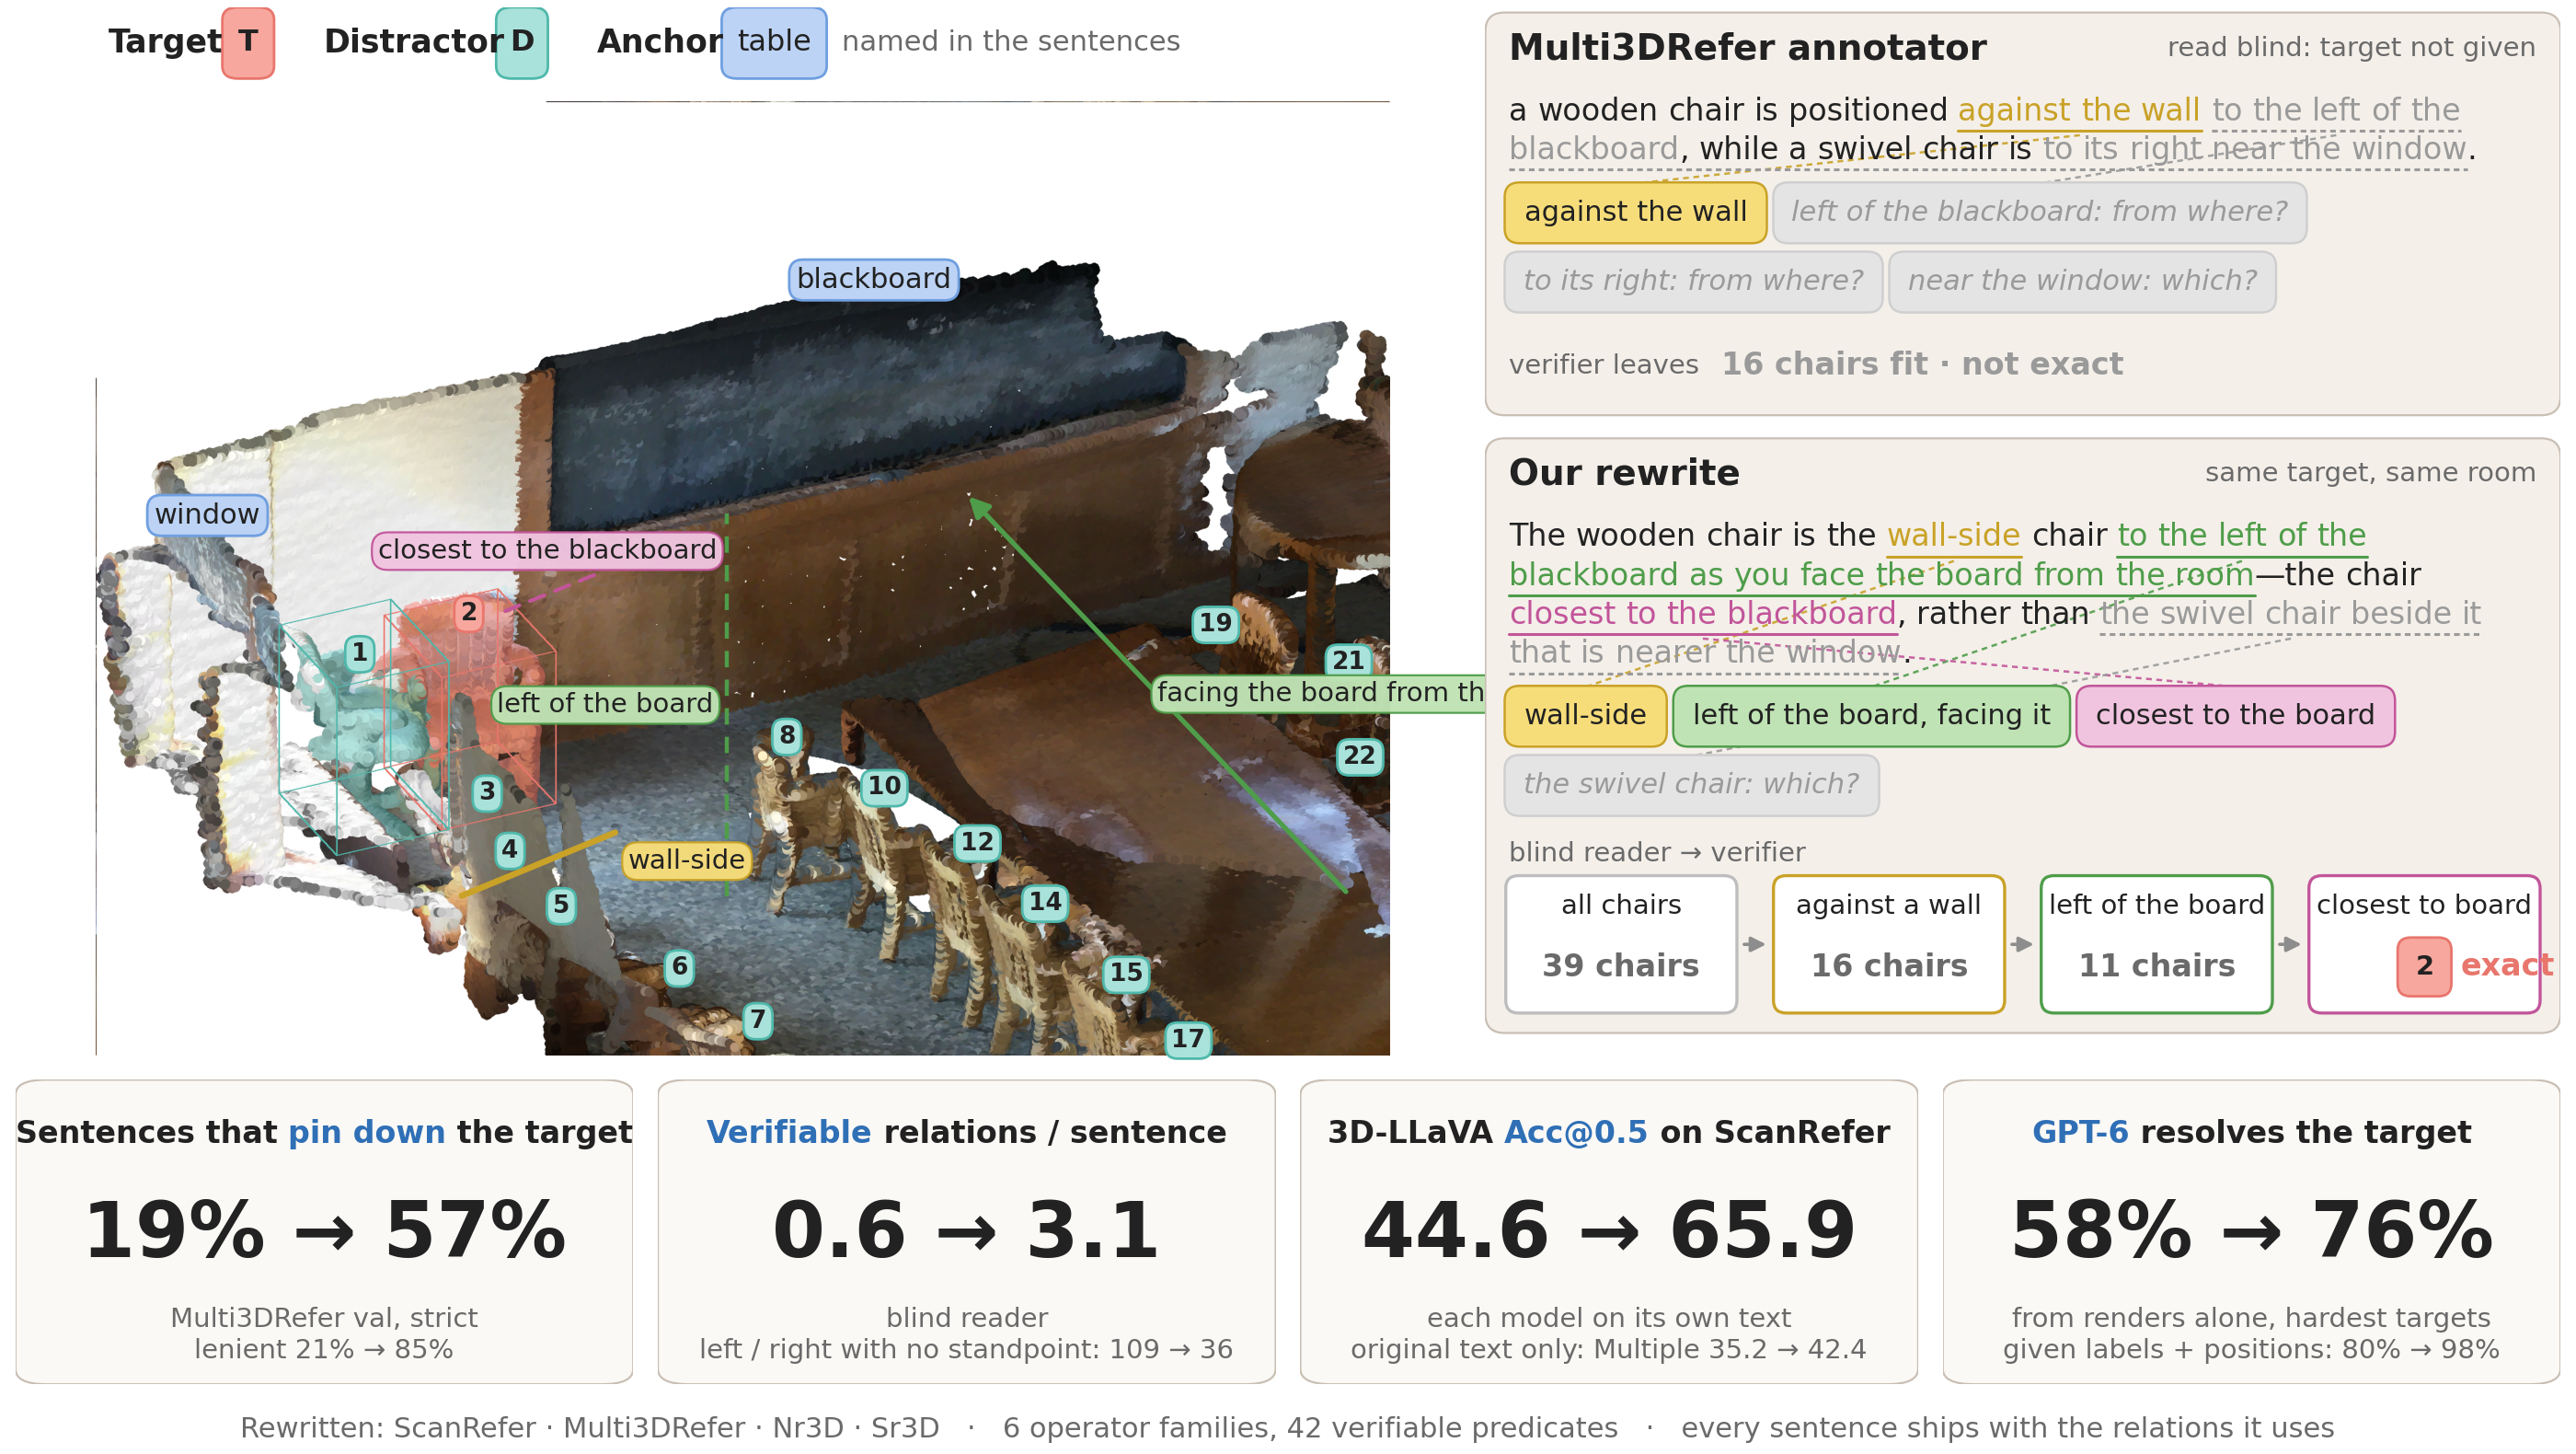 Target T Distractor D Anchor table named in the sentences
blackboard
window
closest to the blackboard
2
1
19
21
left of the board
facing the board from th
8
22
10
3
12
4
wall-side
5
14
6
15
7
17
Multi3DRefer annotator read blind: target not given
a wooden chair is positioned against the wall to the left of the
blackboard, while a swivel chair is to its right near the window.
against the wall left of the blackboard: from where?
to its right: from where? near the window: which?
verifier leaves 16 chairs fit · not exact
Our rewrite same target, same room
The wooden chair is the wall-side chair to the left of the
blackboard as you face the board from the room—the chair
closest to the blackboard, rather than the swivel chair beside it
that is nearer the window.
wall-side left of the board, facing it closest to the board
the swivel chair: which?
blind reader → verifier
all chairs against a wall left of the board closest to board
39 chairs 16 chairs 11 chairs 2 exact
Sentences that pin down the target
19% → 57%
Multi3DRefer val, strict
lenient 21% → 85%
Verifiable relations / sentence
0.6 → 3.1
blind reader
left / right with no standpoint: 109 → 36
3D-LLaVA Acc@0.5 on ScanRefer
44.6 → 65.9
each model on its own text
original text only: Multiple 35.2 → 42.4
GPT-6 resolves the target
58% → 76%
from renders alone, hardest targets
given labels + positions: 80% → 98%
Rewritten: ScanRefer · Multi3DRefer · Nr3D · Sr3D · 6 operator families, 42 verifiable predicates · every sentence ships with the relations it uses